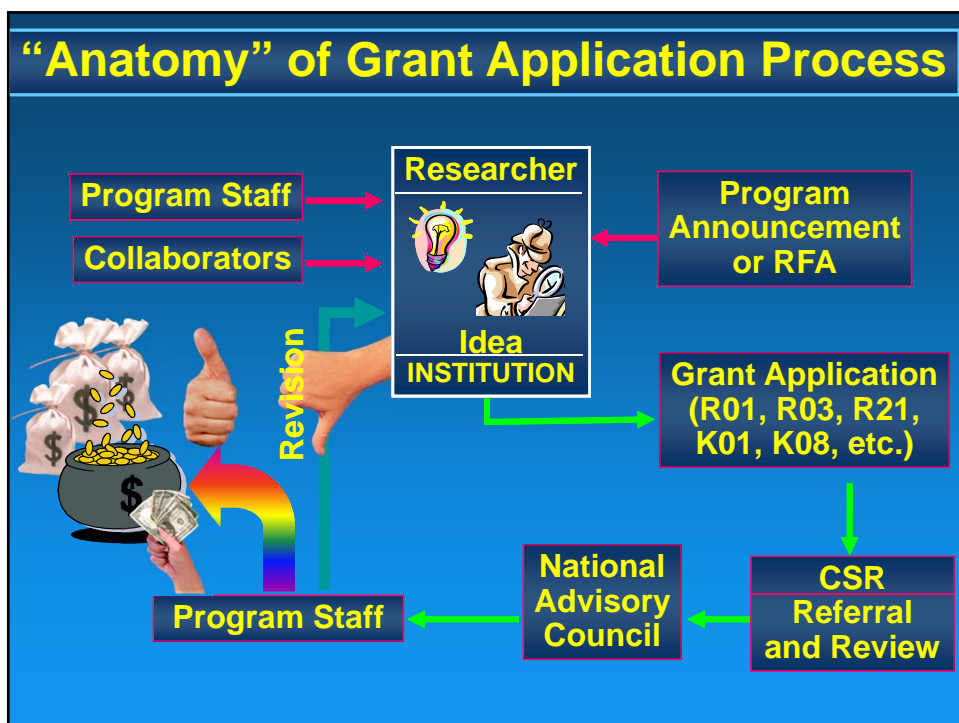 “Anatomy” of Grant Application Process
Program Staff
Collaborators
Researcher
Idea
INSTITUTION
Program
Announcement
or RFA
Grant Application
(R01, R03, R21,
K01, K08, etc.)
CSR
Referral
and Review
National
Advisory
Council
Program Staff
Revision
$
$
$
$